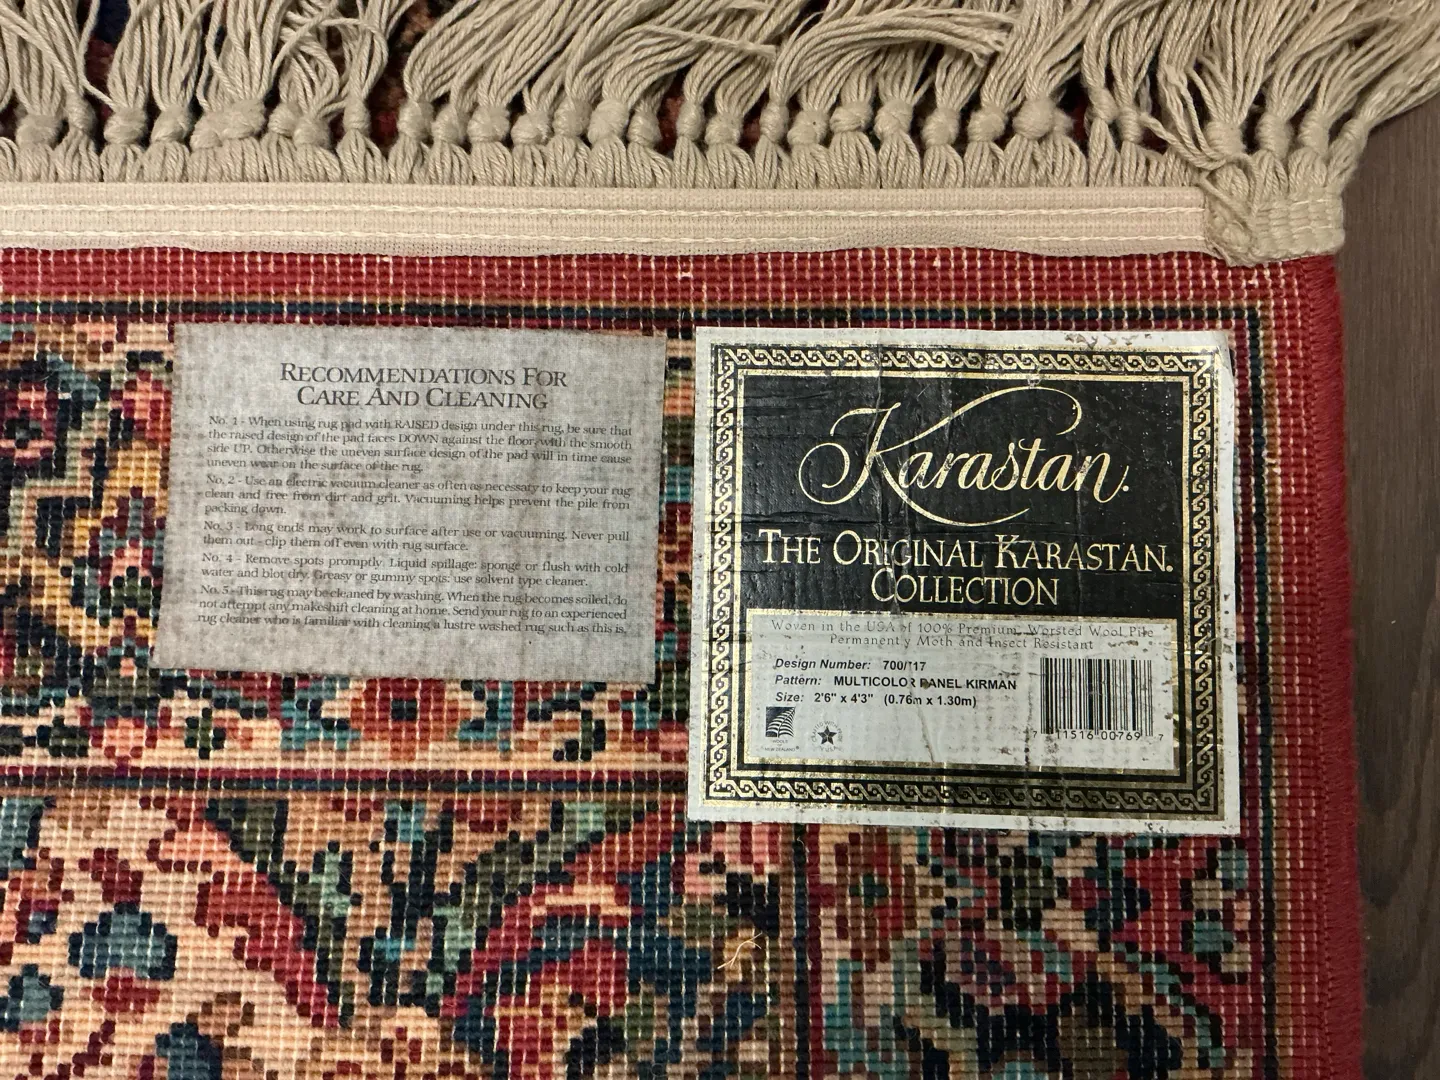 RECOMMENDATIONS FOR
CARE AND CLEANING
No. 1 - When using rug pad with RAISED design under this rug, be sure that
the raised design of the pad faces DOWN against the floor, with the smooth
side UP. Otherwise the uneven surface design of the pad will in time cause
uneven wear on the surface of the rug.
No. 2 - Use an electric vacuum cleaner as often as necessary to keep your rug
clean and free from dirt and grit. Vacuuming helps prevent the pile from
packing down.
No. 3 - Long ends may work to surface after use or vacuuming. Never pull
them out - clip them off even with rug surface.
No. 4 - Remove spots promptly. Liquid spillage: sponge or flush with cold
water and blot dry. Greasy or gummy spots: use solvent type cleaner.
No. 5 - This rug may be cleaned by washing. When the rug becomes soiled, do
not attempt any makeshift cleaning at home. Send your rug to an experienced
rug cleaner who is familiar with cleaning a lustre washed rug such as this is.
Karastan.
THE ORIGINAL KARASTAN.
COLLECTION
Woven in the USA of 100% Premium Worsted Wool Pile
Permanently Moth and Insect Resistant
Design Number: 700/717
Pattern: MULTICOLOR PANEL KIRMAN
Size: 2'6" x 4'3" (0.76m x 1.30m)
NEW ZEALAND
7 11516 00769 7